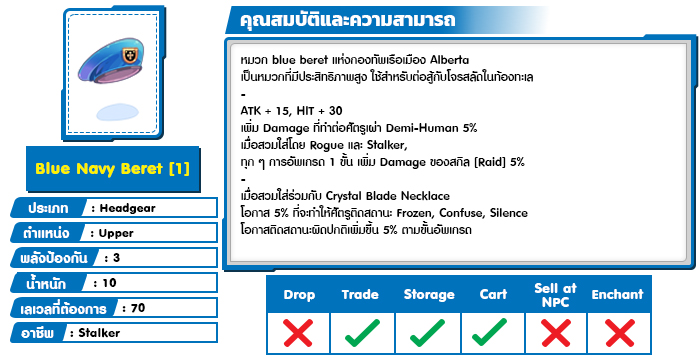 คุณสมบัติและความสามารถ
หมวก blue beret แห่งกองทัพเรือเมือง Alberta
เป็นหมวกที่มีประสิทธิภาพสูง ใช้สำหรับต่อสู้กับโจรสลัดในท้องทะเล
-
ATK + 15, HIT + 30
เพิ่ม Damage ที่ทำต่อศัตรูเผ่า Demi-Human 5%
เมื่อสวมใส่โดย Rogue และ Stalker,
ทุก ๆ การอัพเกรด 1 ขั้น เพิ่ม Damage ของสกิล [Raid] 5%
-
เมื่อสวมใส่ร่วมกับ Crystal Blade Necklace
โอกาส 5% ที่จะทำให้ศัตรูติดสถานะ Frozen, Confuse, Silence
โอกาสติดสถานะผิดปกติเพิ่มขึ้น 5% ตามขั้นอัพเกรด
Blue Navy Beret [1]
ประเภท : Headgear
ตำแหน่ง : Upper
พลังป้องกัน : 3
น้ำหนัก : 10
เลเวลที่ต้องการ : 70
อาชีพ : Stalker
Drop Trade Storage Cart Sell at NPC Enchant